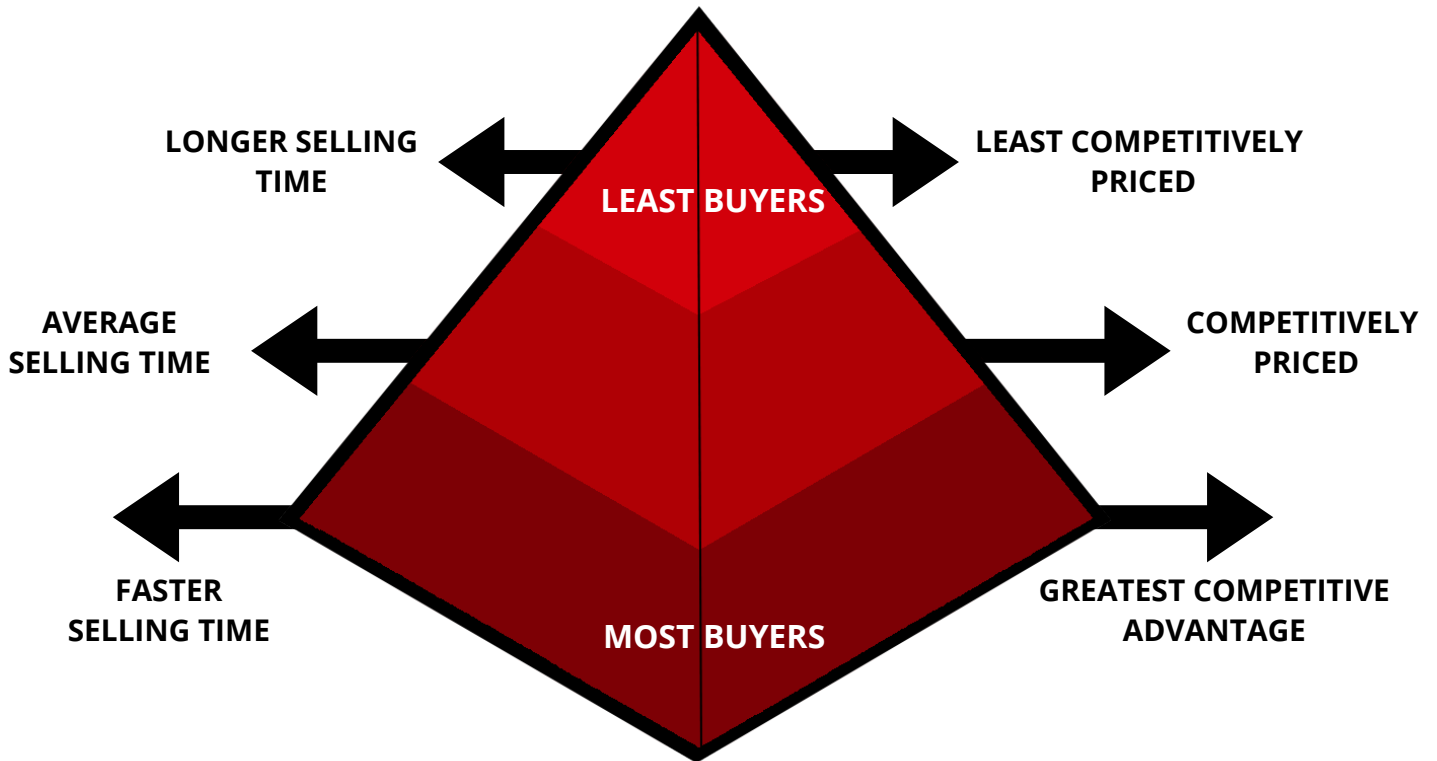 LONGER SELLING
TIME
LEAST COMPETITIVELY
PRICED
LEAST BUYERS
AVERAGE
SELLING TIME
COMPETITIVELY
PRICED
FASTER
SELLING TIME
GREATEST COMPETITIVE
ADVANTAGE
MOST BUYERS